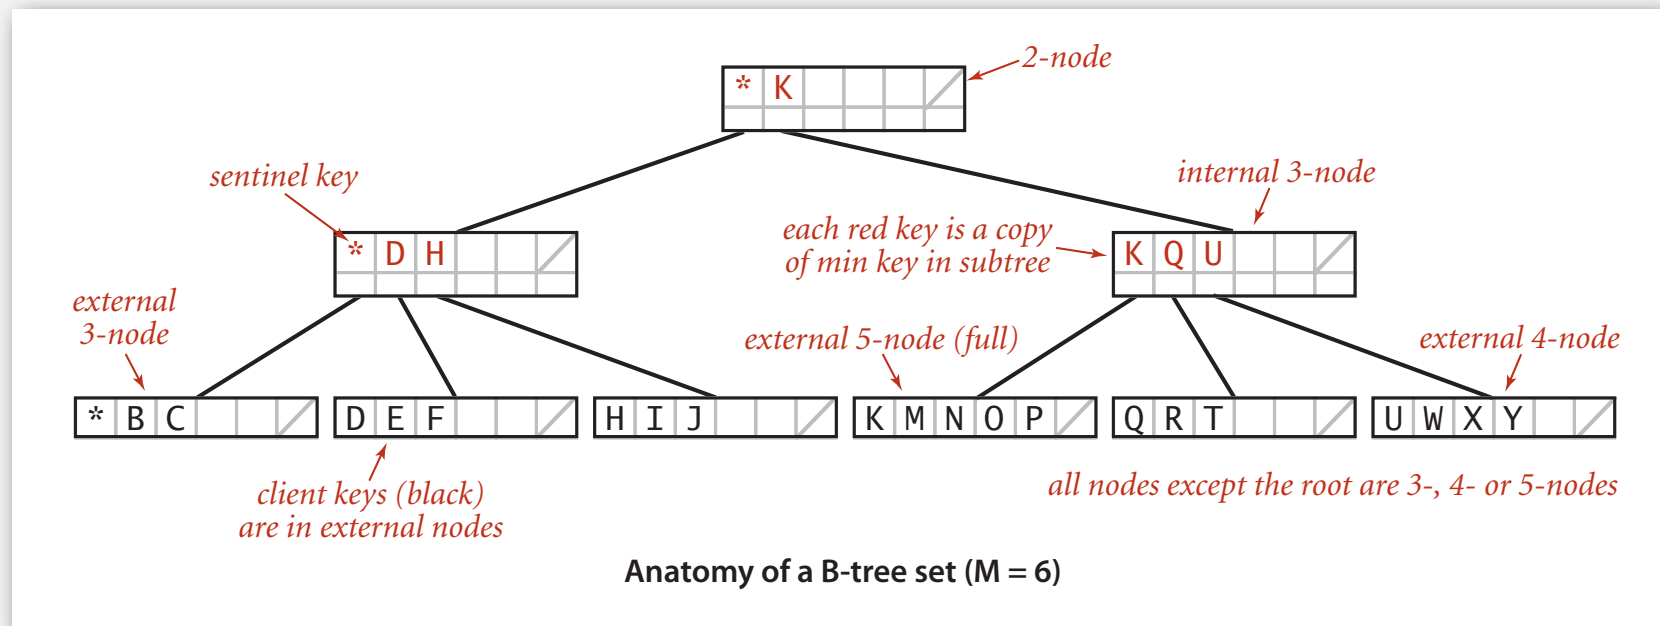 2-node
* K
sentinel key
internal 3-node
each red key is a copy
of min key in subtree
* D H
K Q U
external
3-node
external 5-node (full)
external 4-node
* B C
D E F
H I J
K M N O P
Q R T
U W X Y
client keys (black)
are in external nodes
all nodes except the root are 3-, 4- or 5-nodes
Anatomy of a B-tree set (M = 6)